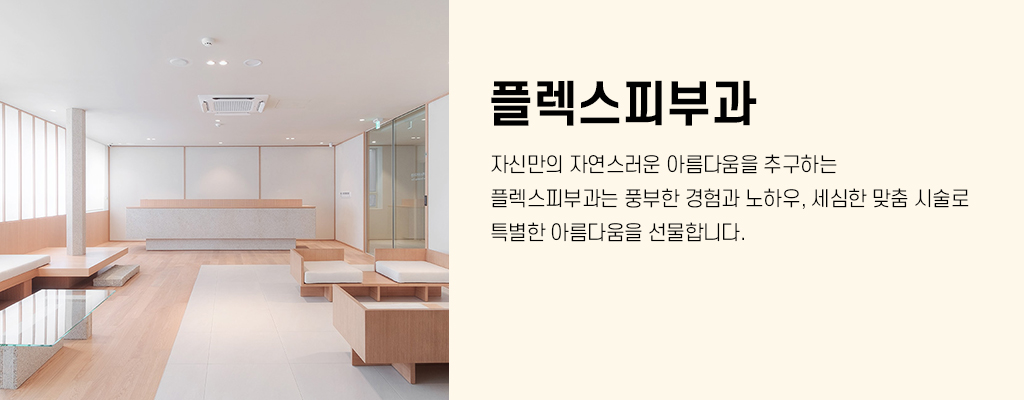 플렉스피부과
자신만의 자연스러운 아름다움을 추구하는
플렉스피부과는 풍부한 경험과 노하우, 세심한 맞춤 시술로
특별한 아름다움을 선물합니다.